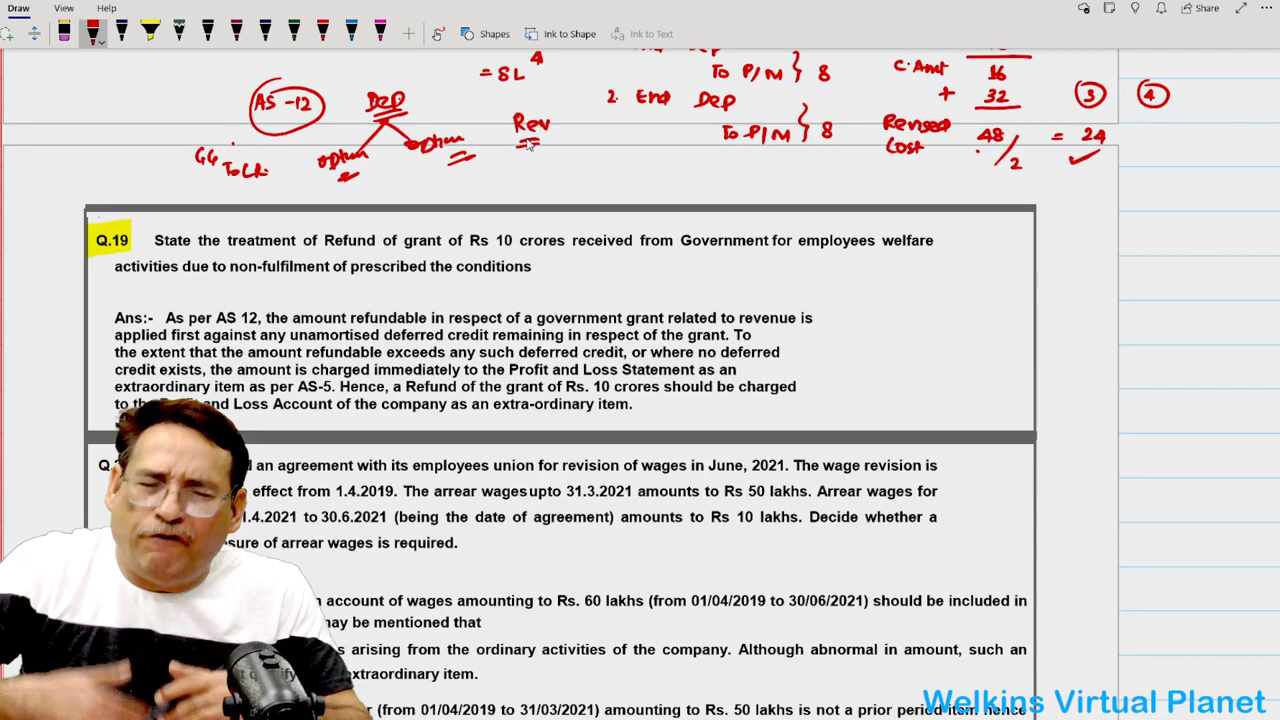 Draw View Help
Share
Shapes Ink to Shape Ink to Text
= SL 4
To P/M } 8
C. Amt 16
AS-12 Dep
2. End Dep
+ 32 3 4
Rev
To P/M } 8
Revised Cost 48/2 = 24
GG
To
Q.19 State the treatment of Refund of grant of Rs 10 crores received from Government for employees welfare
activities due to non-fulfilment of prescribed the conditions
Ans:- As per AS 12, the amount refundable in respect of a government grant related to revenue is
applied first against any unamortised deferred credit remaining in respect of the grant. To
the extent that the amount refundable exceeds any such deferred credit, or where no deferred
credit exists, the amount is charged immediately to the Profit and Loss Statement as an
extraordinary item as per AS-5. Hence, a Refund of the grant of Rs. 10 crores should be charged
to the and Loss Account of the company as an extra-ordinary item.
Q. an agreement with its employees union for revision of wages in June, 2021. The wage revision is
effect from 1.4.2019. The arrear wages upto 31.3.2021 amounts to Rs 50 lakhs. Arrear wages for
1.4.2021 to 30.6.2021 (being the date of agreement) amounts to Rs 10 lakhs. Decide whether a
sure of arrear wages is required.
account of wages amounting to Rs. 60 lakhs (from 01/04/2019 to 30/06/2021) should be included in
may be mentioned that
s arising from the ordinary activities of the company. Although abnormal in amount, such an
extraordinary item.
(from 01/04/2019 to 31/03/2021) amounting to Rs. 50 lakhs is not a prior period item hence
Welkins Virtual Planet